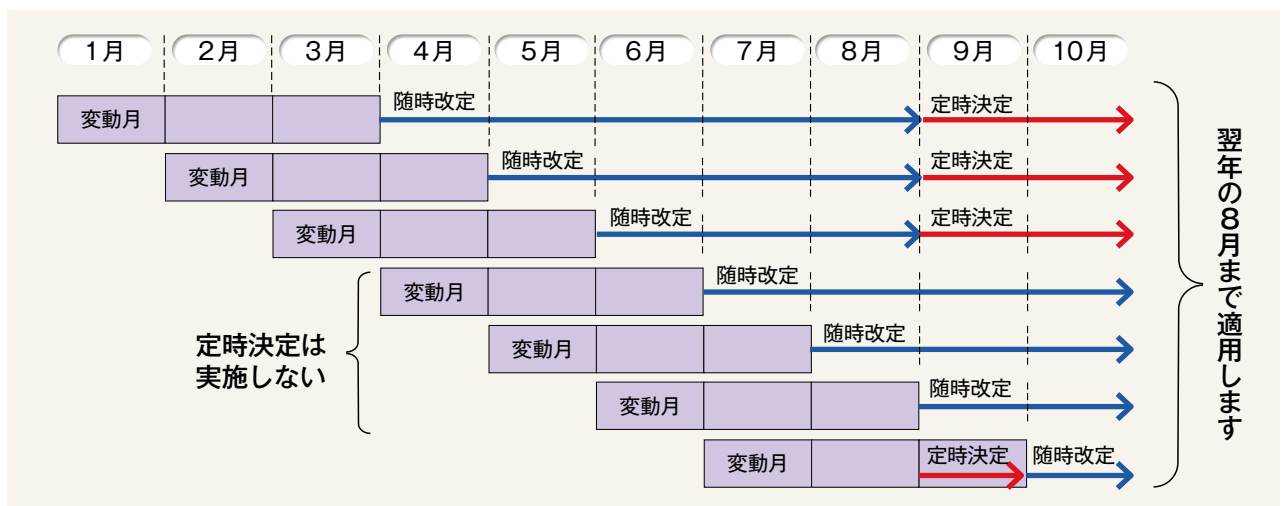 1月 2月 3月 4月 5月 6月 7月 8月 9月 10月
変動月 随時改定 定時決定
変動月 随時改定 定時決定
変動月 随時改定 定時決定
変動月 随時改定
変動月 随時改定
変動月 随時改定
変動月 定時決定 随時改定
定時決定は
実施しない
翌年の8月まで適用します